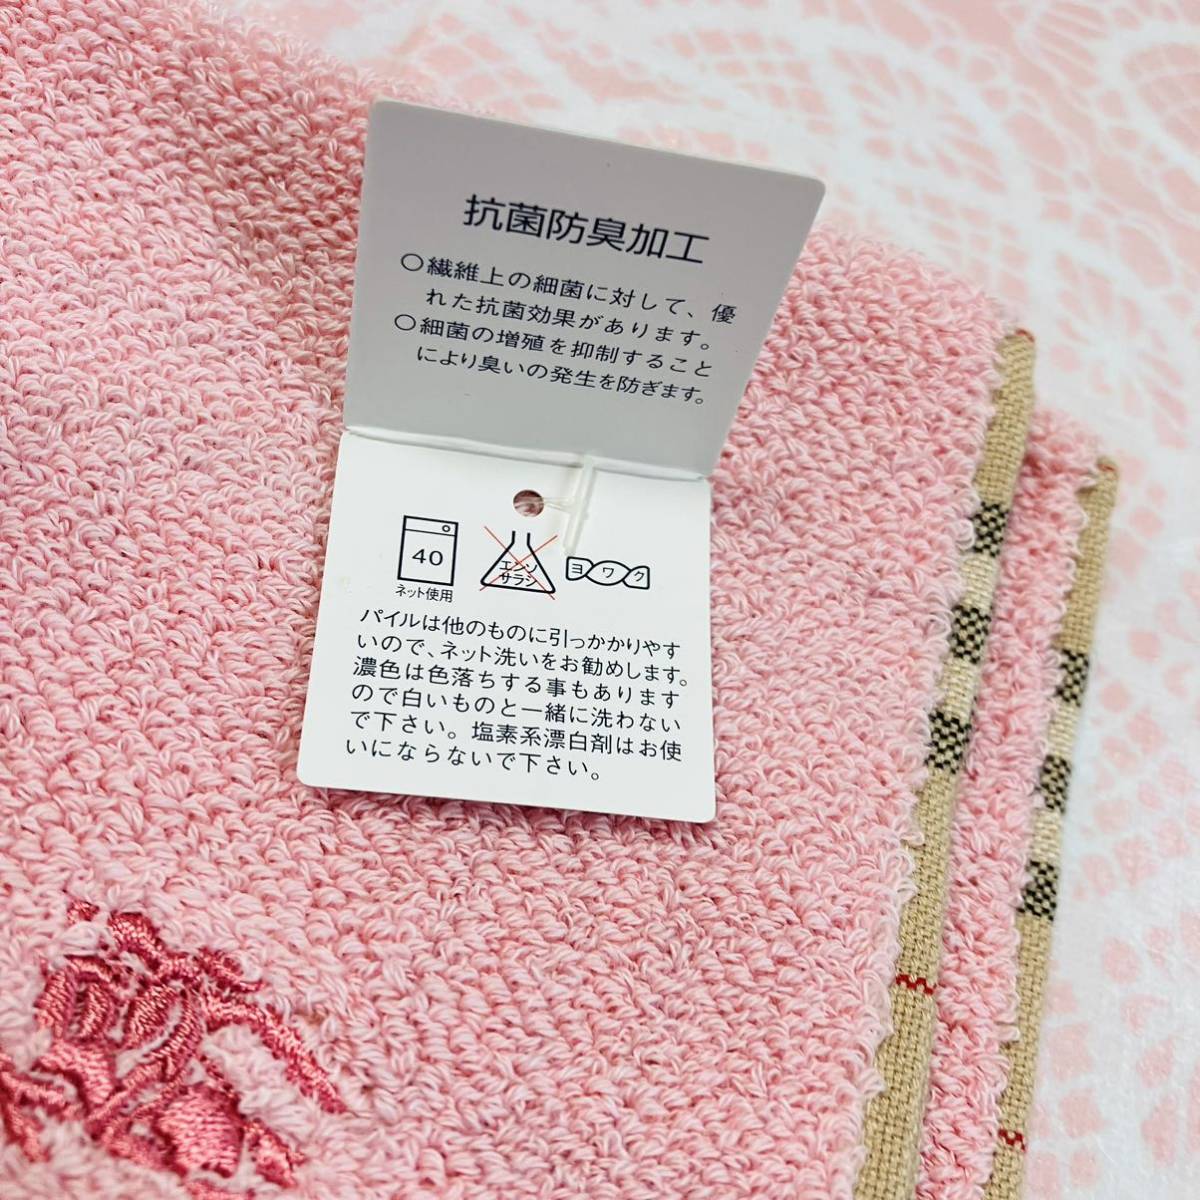 抗菌防臭加工
○繊維上の細菌に対して、優
れた抗菌効果があります。
○細菌の増殖を抑制すること
により臭いの発生を防ぎます。
40
ネット使用
エンソ
サラシ
ヨワク
パイルは他のものに引っかかりやす
いので、ネット洗いをお勧めします。
濃色は色落ちする事もあります
ので白いものと一緒に洗わない
で下さい。塩素系漂白剤はお使
いにならないで下さい。